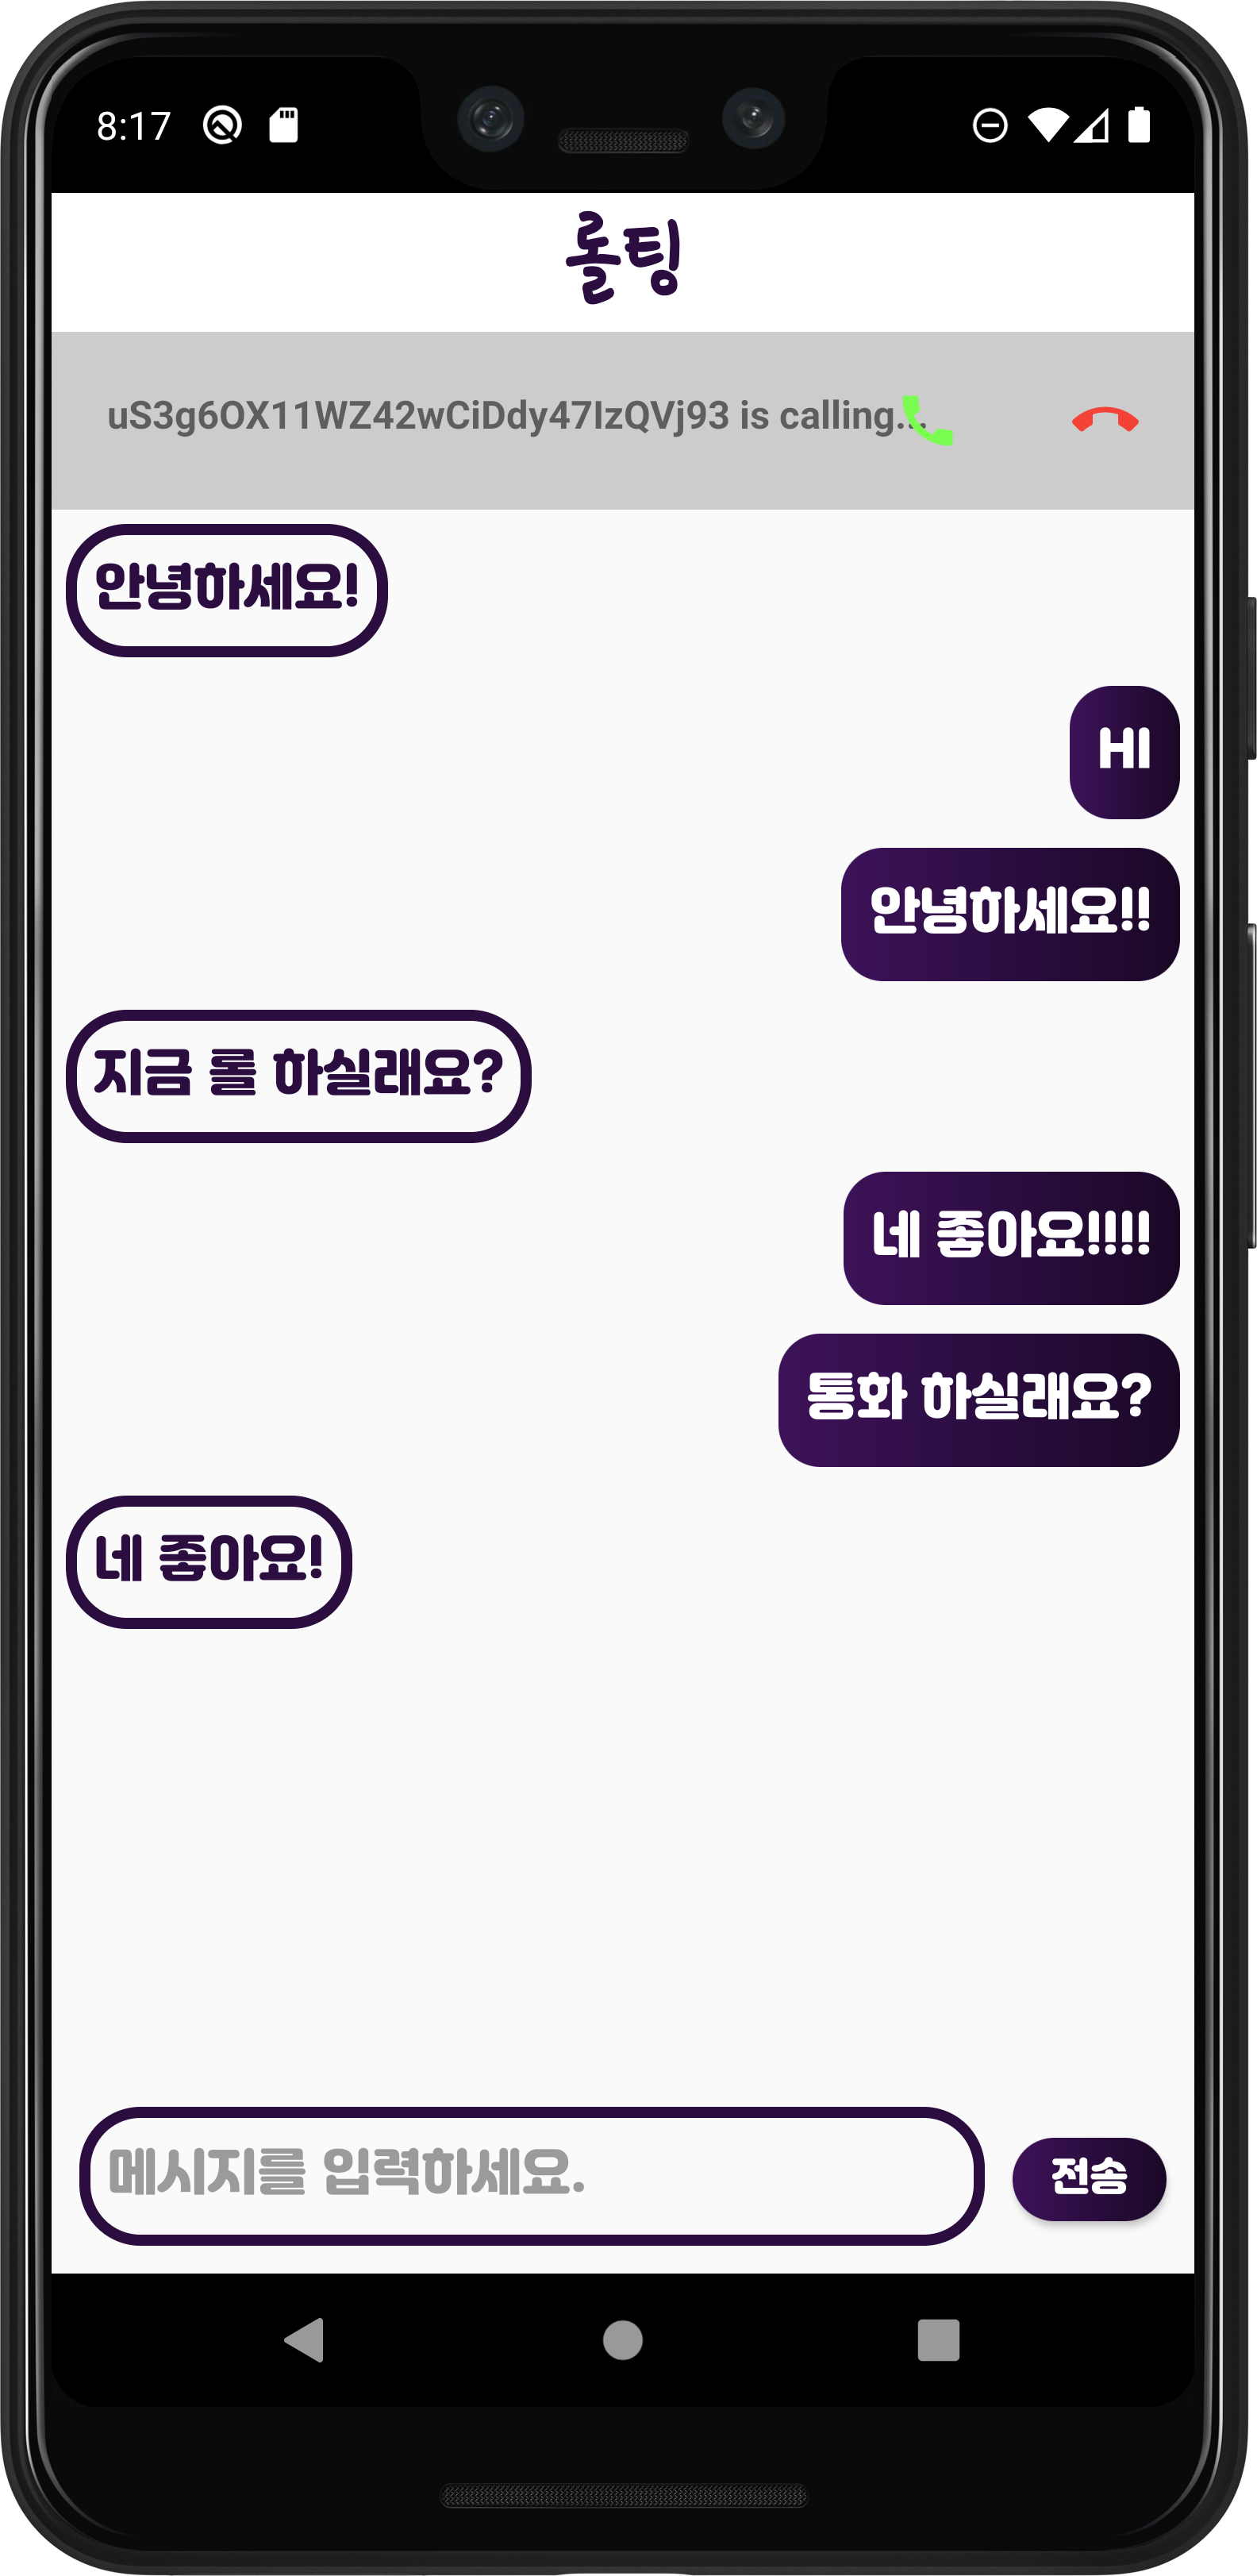 8:17
롤팅
uS3g6OX11WZ42wCiDdy47IzQVj93 is calling...
안녕하세요!
HI
안녕하세요!!
지금 롤 하실래요?
네 좋아요!!!!
통화 하실래요?
네 좋아요!
메시지를 입력하세요.
전송